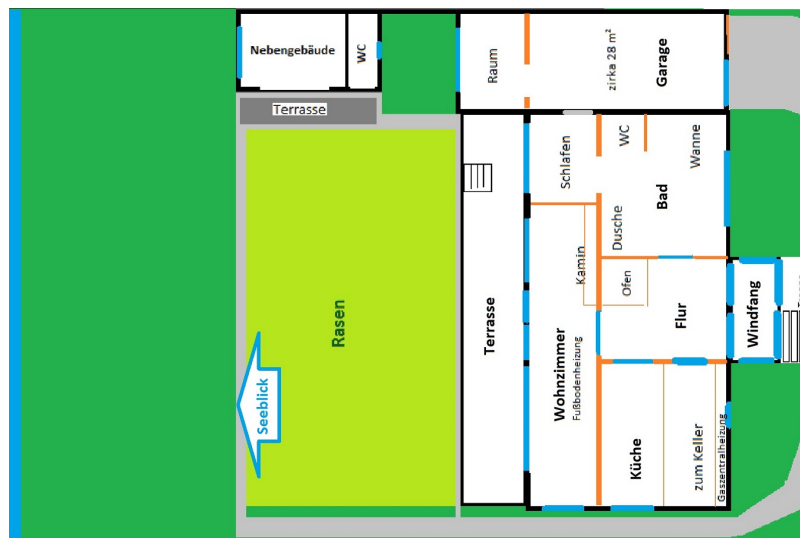 Nebengebäude
WC
Terrasse
Raum
zirka 28 m²
Garage
Schlafen
WC
Wanne
Bad
Dusche
Kamin
Ofen
Flur
Windfang
Rasen
Terrasse
Wohnzimmer
Fußbodenheizung
Seeblick
Küche
zum Keller
Gaszentralheizung